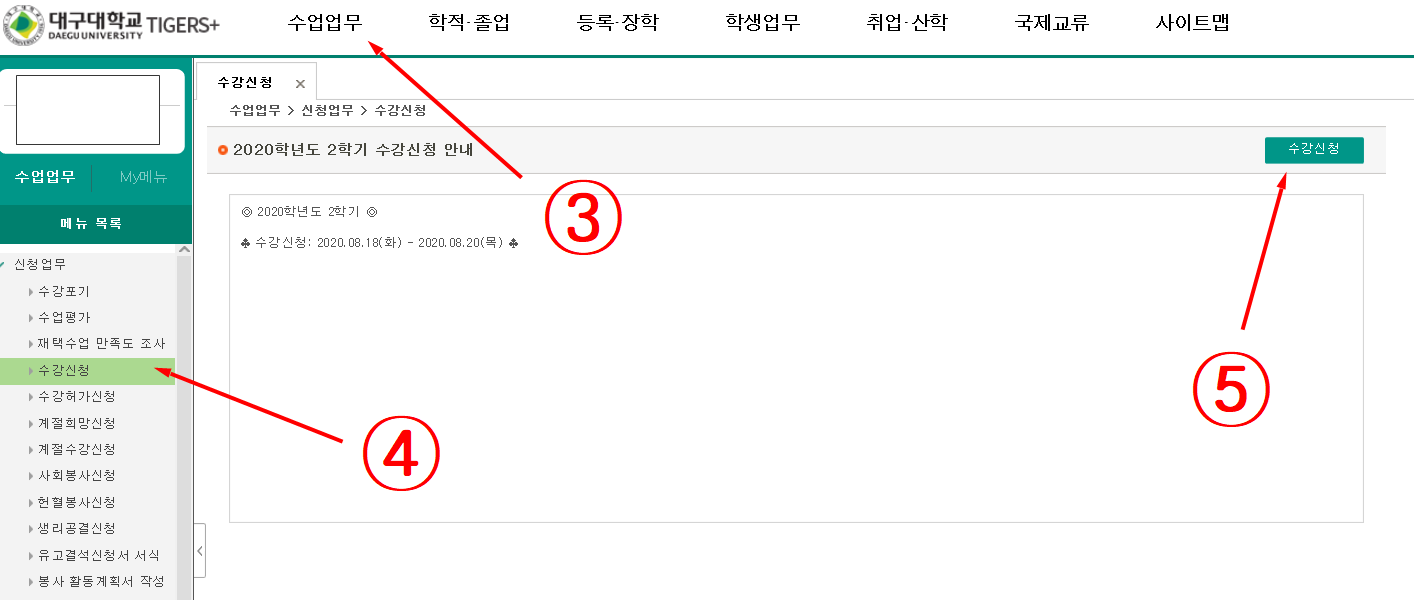 대구대학교 TIGERS+
DAEGU UNIVERSITY
수업업무 학적·졸업 등록·장학 학생업무 취업·산학 국제교류 사이트맵
수강신청 ×
수업업무 > 신청업무 > 수강신청
2020학년도 2학기 수강신청 안내
수강신청
수업업무 My메뉴
메뉴 목록
신청업무
수강포기
수업평가
재택수업 만족도 조사
수강신청
수강허가신청
계절희망신청
계절수강신청
사회봉사신청
헌혈봉사신청
생리공결신청
유고결석신청서 서식
봉사 활동계획서 작성
◎ 2020학년도 2학기 ◎
♣ 수강신청: 2020.08.18(화) - 2020.08.20(목) ♣
③
④
⑤